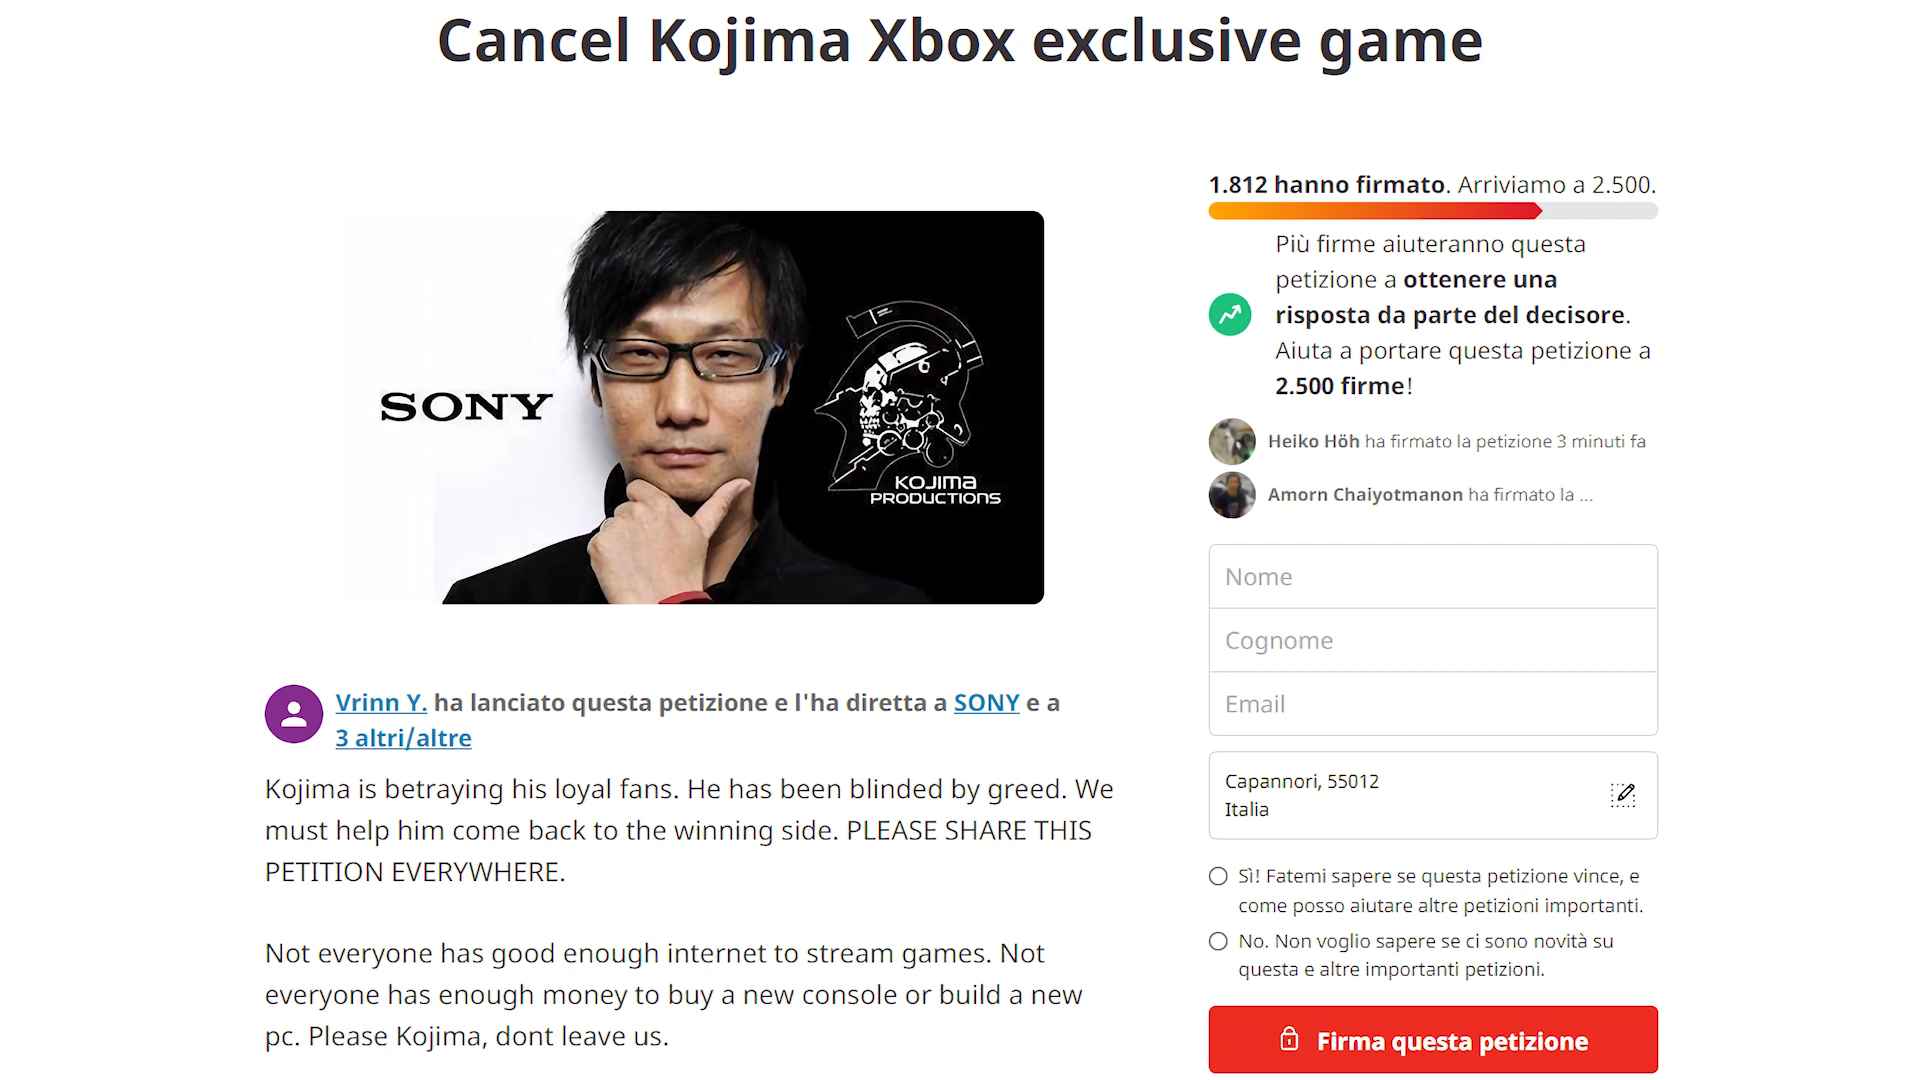 Cancel Kojima Xbox exclusive game
SONY
KOJIMA
PRODUCTIONS
Vrinn Y. ha lanciato questa petizione e l'ha diretta a SONY e a
3 altri/altre
Kojima is betraying his loyal fans. He has been blinded by greed. We
must help him come back to the winning side. PLEASE SHARE THIS
PETITION EVERYWHERE.
Not everyone has good enough internet to stream games. Not
everyone has enough money to buy a new console or build a new
pc. Please Kojima, dont leave us.
1.812 hanno firmato. Arriviamo a 2.500.
Più firme aiuteranno questa
petizione a ottenere una
risposta da parte del decisore.
Aiuta a portare questa petizione a
2.500 firme!
Heiko Höh ha firmato la petizione 3 minuti fa
Amorn Chaiyotmanon ha firmato la ...
Nome
Cognome
Email
Capannori, 55012
Italia
Sì! Fatemi sapere se questa petizione vince, e
come posso aiutare altre petizioni importanti.
No. Non voglio sapere se ci sono novità su
questa e altre importanti petizioni.
Firma questa petizione